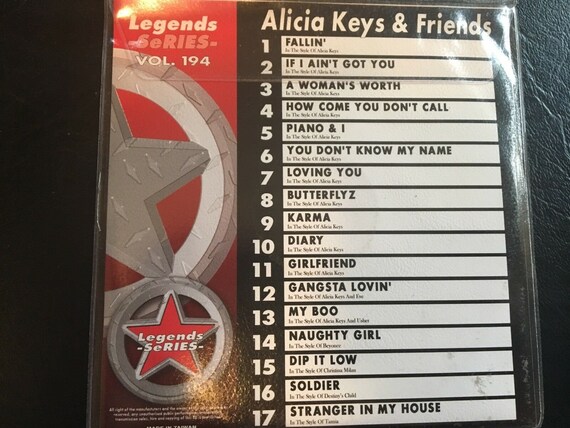 Legends
-SeRIES-
VOL. 194
Alicia Keys & Friends
1 FALLIN'
In The Style Of Alicia Keys
2 IF I AIN'T GOT YOU
In The Style Of Alicia Keys
3 A WOMAN'S WORTH
In The Style Of Alicia Keys
4 HOW COME YOU DON'T CALL
In The Style Of Alicia Keys
5 PIANO & I
In The Style Of Alicia Keys
6 YOU DON'T KNOW MY NAME
In The Style Of Alicia Keys
7 LOVING YOU
In The Style Of Alicia Keys
8 BUTTERFLYZ
In The Style Of Alicia Keys
9 KARMA
In The Style Of Alicia Keys
10 DIARY
In The Style Of Alicia Keys
11 GIRLFRIEND
In The Style Of Alicia Keys
12 GANGSTA LOVIN'
In The Style Of Alicia Keys And Eve
13 MY BOO
In The Style Of Alicia Keys And Usher
14 NAUGHTY GIRL
In The Style Of Beyonce
15 DIP IT LOW
In The Style Of Christina Milian
16 SOLDIER
In The Style Of Destiny's Child
17 STRANGER IN MY HOUSE
In The Style Of Tamia
Legends
-SeRIES-
MADE IN TAIWAN